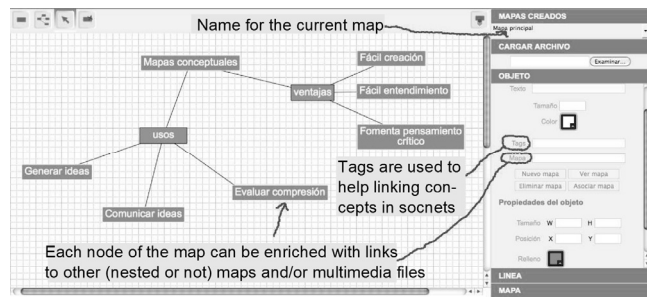 Name for the current map
MAPAS CREADOS
Mapa principal
CARGAR ARCHIVO
Examinar...
OBJETO
Texto
Tamaño
Color
Tags
Mapa
Nuevo mapa
Ver mapa
Eliminar mapa
Asociar mapa
Propiedades del objeto
Tamaño W H
Posición X Y
Relleno
LINEA
MAPA
Mapas conceptuales
Fácil creación
ventajas
Fácil entendimiento
Fomenta pensamiento
crítico
usos
Generar ideas
Evaluar compresión
Comunicar ideas
Tags are used to
help linking con-
cepts in socnets
Each node of the map can be enriched with links
to other (nested or not) maps and/or multimedia files